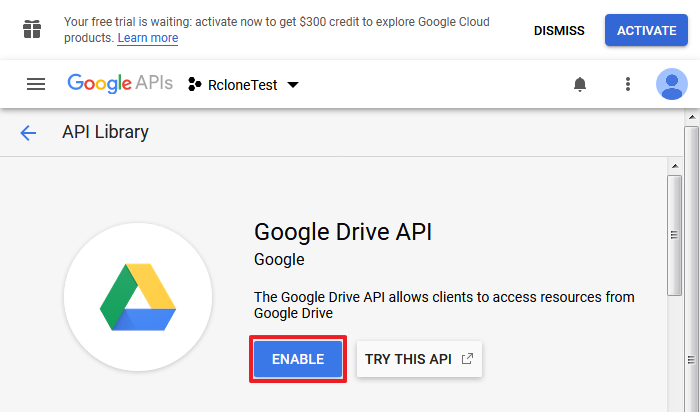 Your free trial is waiting: activate now to get $300 credit to explore Google Cloud
products. Learn more
DISMISS
ACTIVATE
Google APIs
RcloneTest
API Library
Google Drive API
Google
The Google Drive API allows clients to access resources from
Google Drive
ENABLE
TRY THIS API